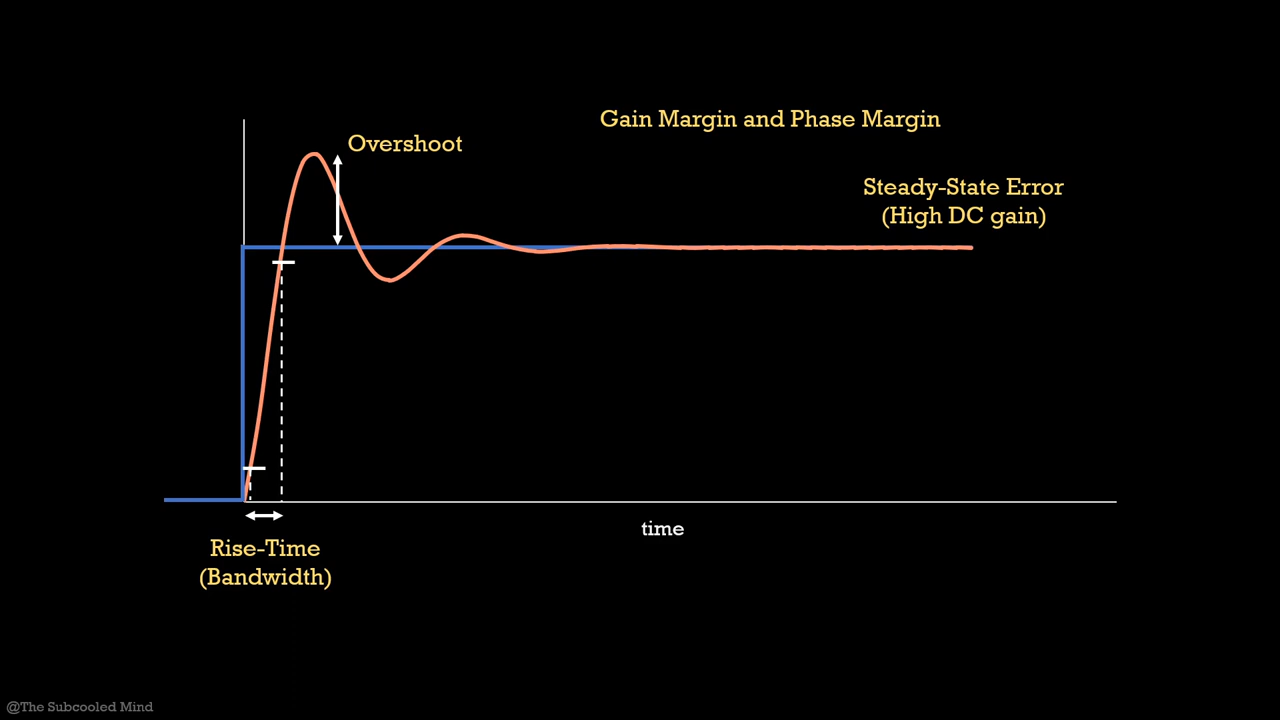 Gain Margin and Phase Margin
Overshoot
Steady-State Error
(High DC gain)
time
Rise-Time
(Bandwidth)
@The Subcooled Mind